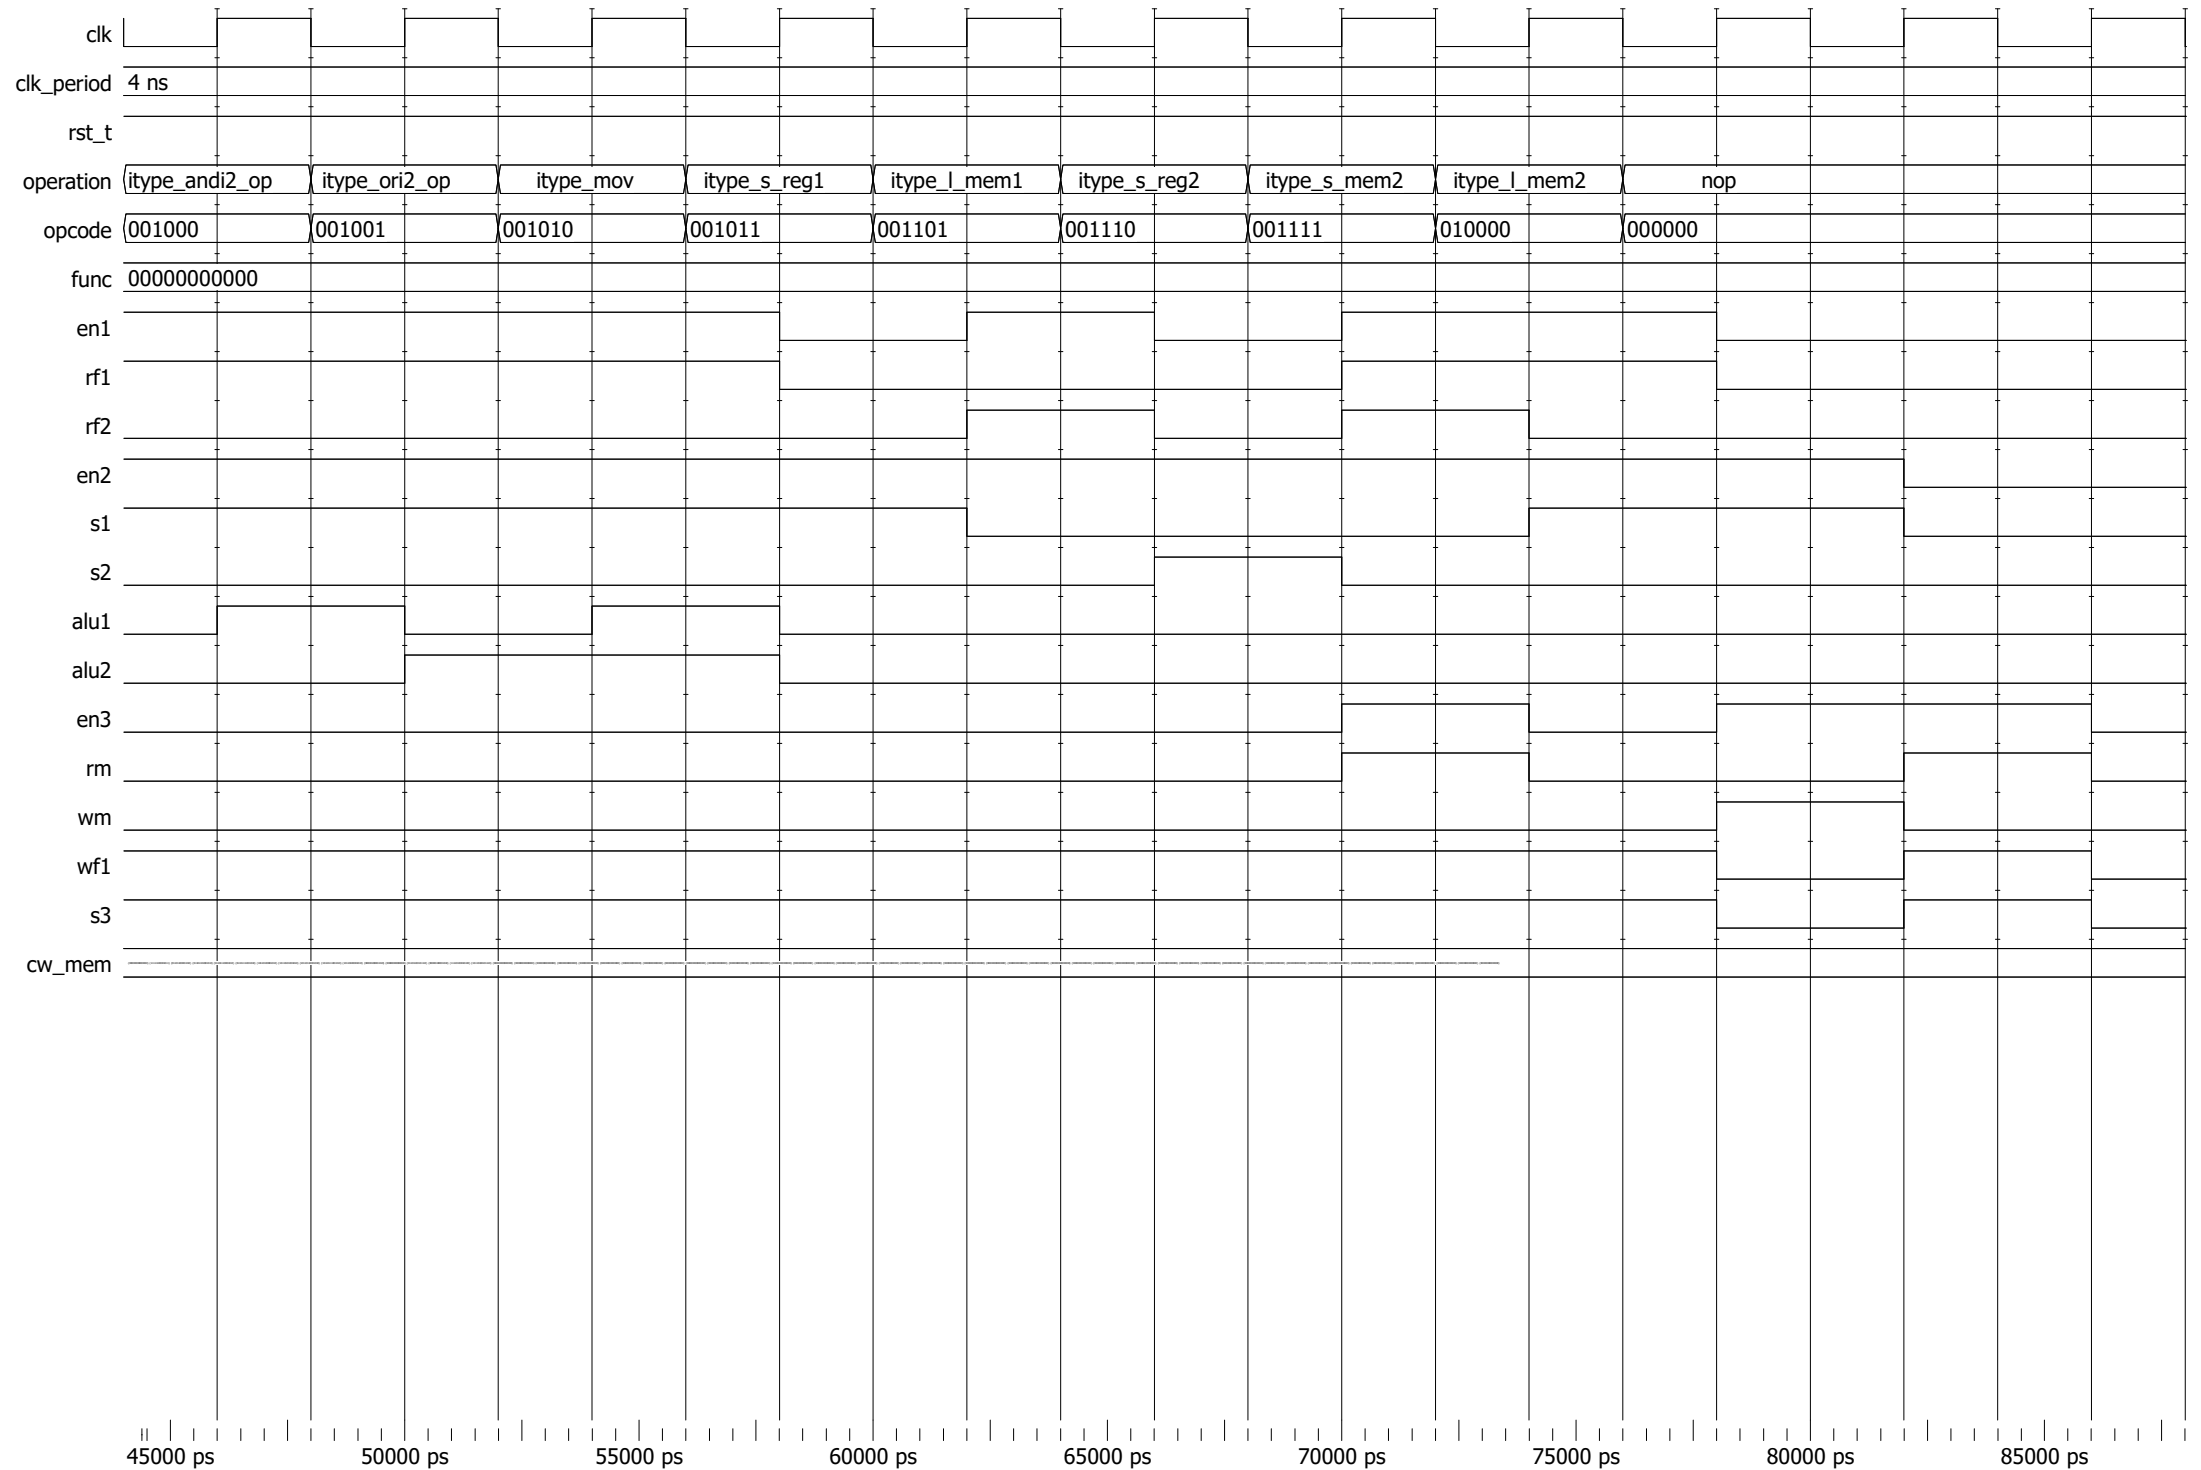 clk
clk_period 4 ns
rst_t
operation itype_andi2_op itype_ori2_op itype_mov itype_s_reg1 itype_l_mem1 itype_s_reg2 itype_s_mem2 itype_l_mem2 nop
opcode 001000 001001 001010 001011 001101 001110 001111 010000 000000
func 00000000000
en1
rf1
rf2
en2
s1
s2
alu1
alu2
en3
rm
wm
wf1
s3
cw_mem
45000 ps 50000 ps 55000 ps 60000 ps 65000 ps 70000 ps 75000 ps 80000 ps 85000 ps